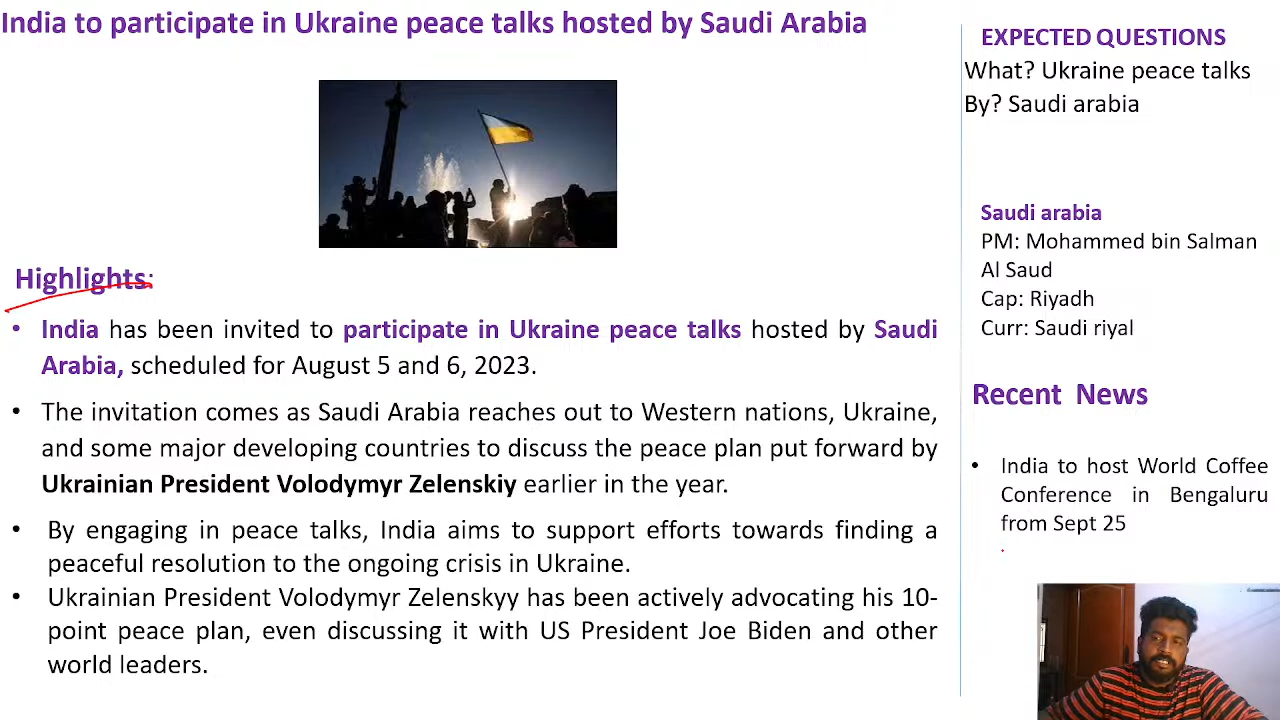 India to participate in Ukraine peace talks hosted by Saudi Arabia
Highlights:
• India has been invited to participate in Ukraine peace talks hosted by Saudi
Arabia, scheduled for August 5 and 6, 2023.
• The invitation comes as Saudi Arabia reaches out to Western nations, Ukraine,
and some major developing countries to discuss the peace plan put forward by
Ukrainian President Volodymyr Zelenskiy earlier in the year.
• By engaging in peace talks, India aims to support efforts towards finding a
peaceful resolution to the ongoing crisis in Ukraine.
• Ukrainian President Volodymyr Zelenskyy has been actively advocating his 10-
point peace plan, even discussing it with US President Joe Biden and other
world leaders.
EXPECTED QUESTIONS
What? Ukraine peace talks
By? Saudi arabia
Saudi arabia
PM: Mohammed bin Salman
Al Saud
Cap: Riyadh
Curr: Saudi riyal
Recent News
• India to host World Coffee
Conference in Bengaluru
from Sept 25